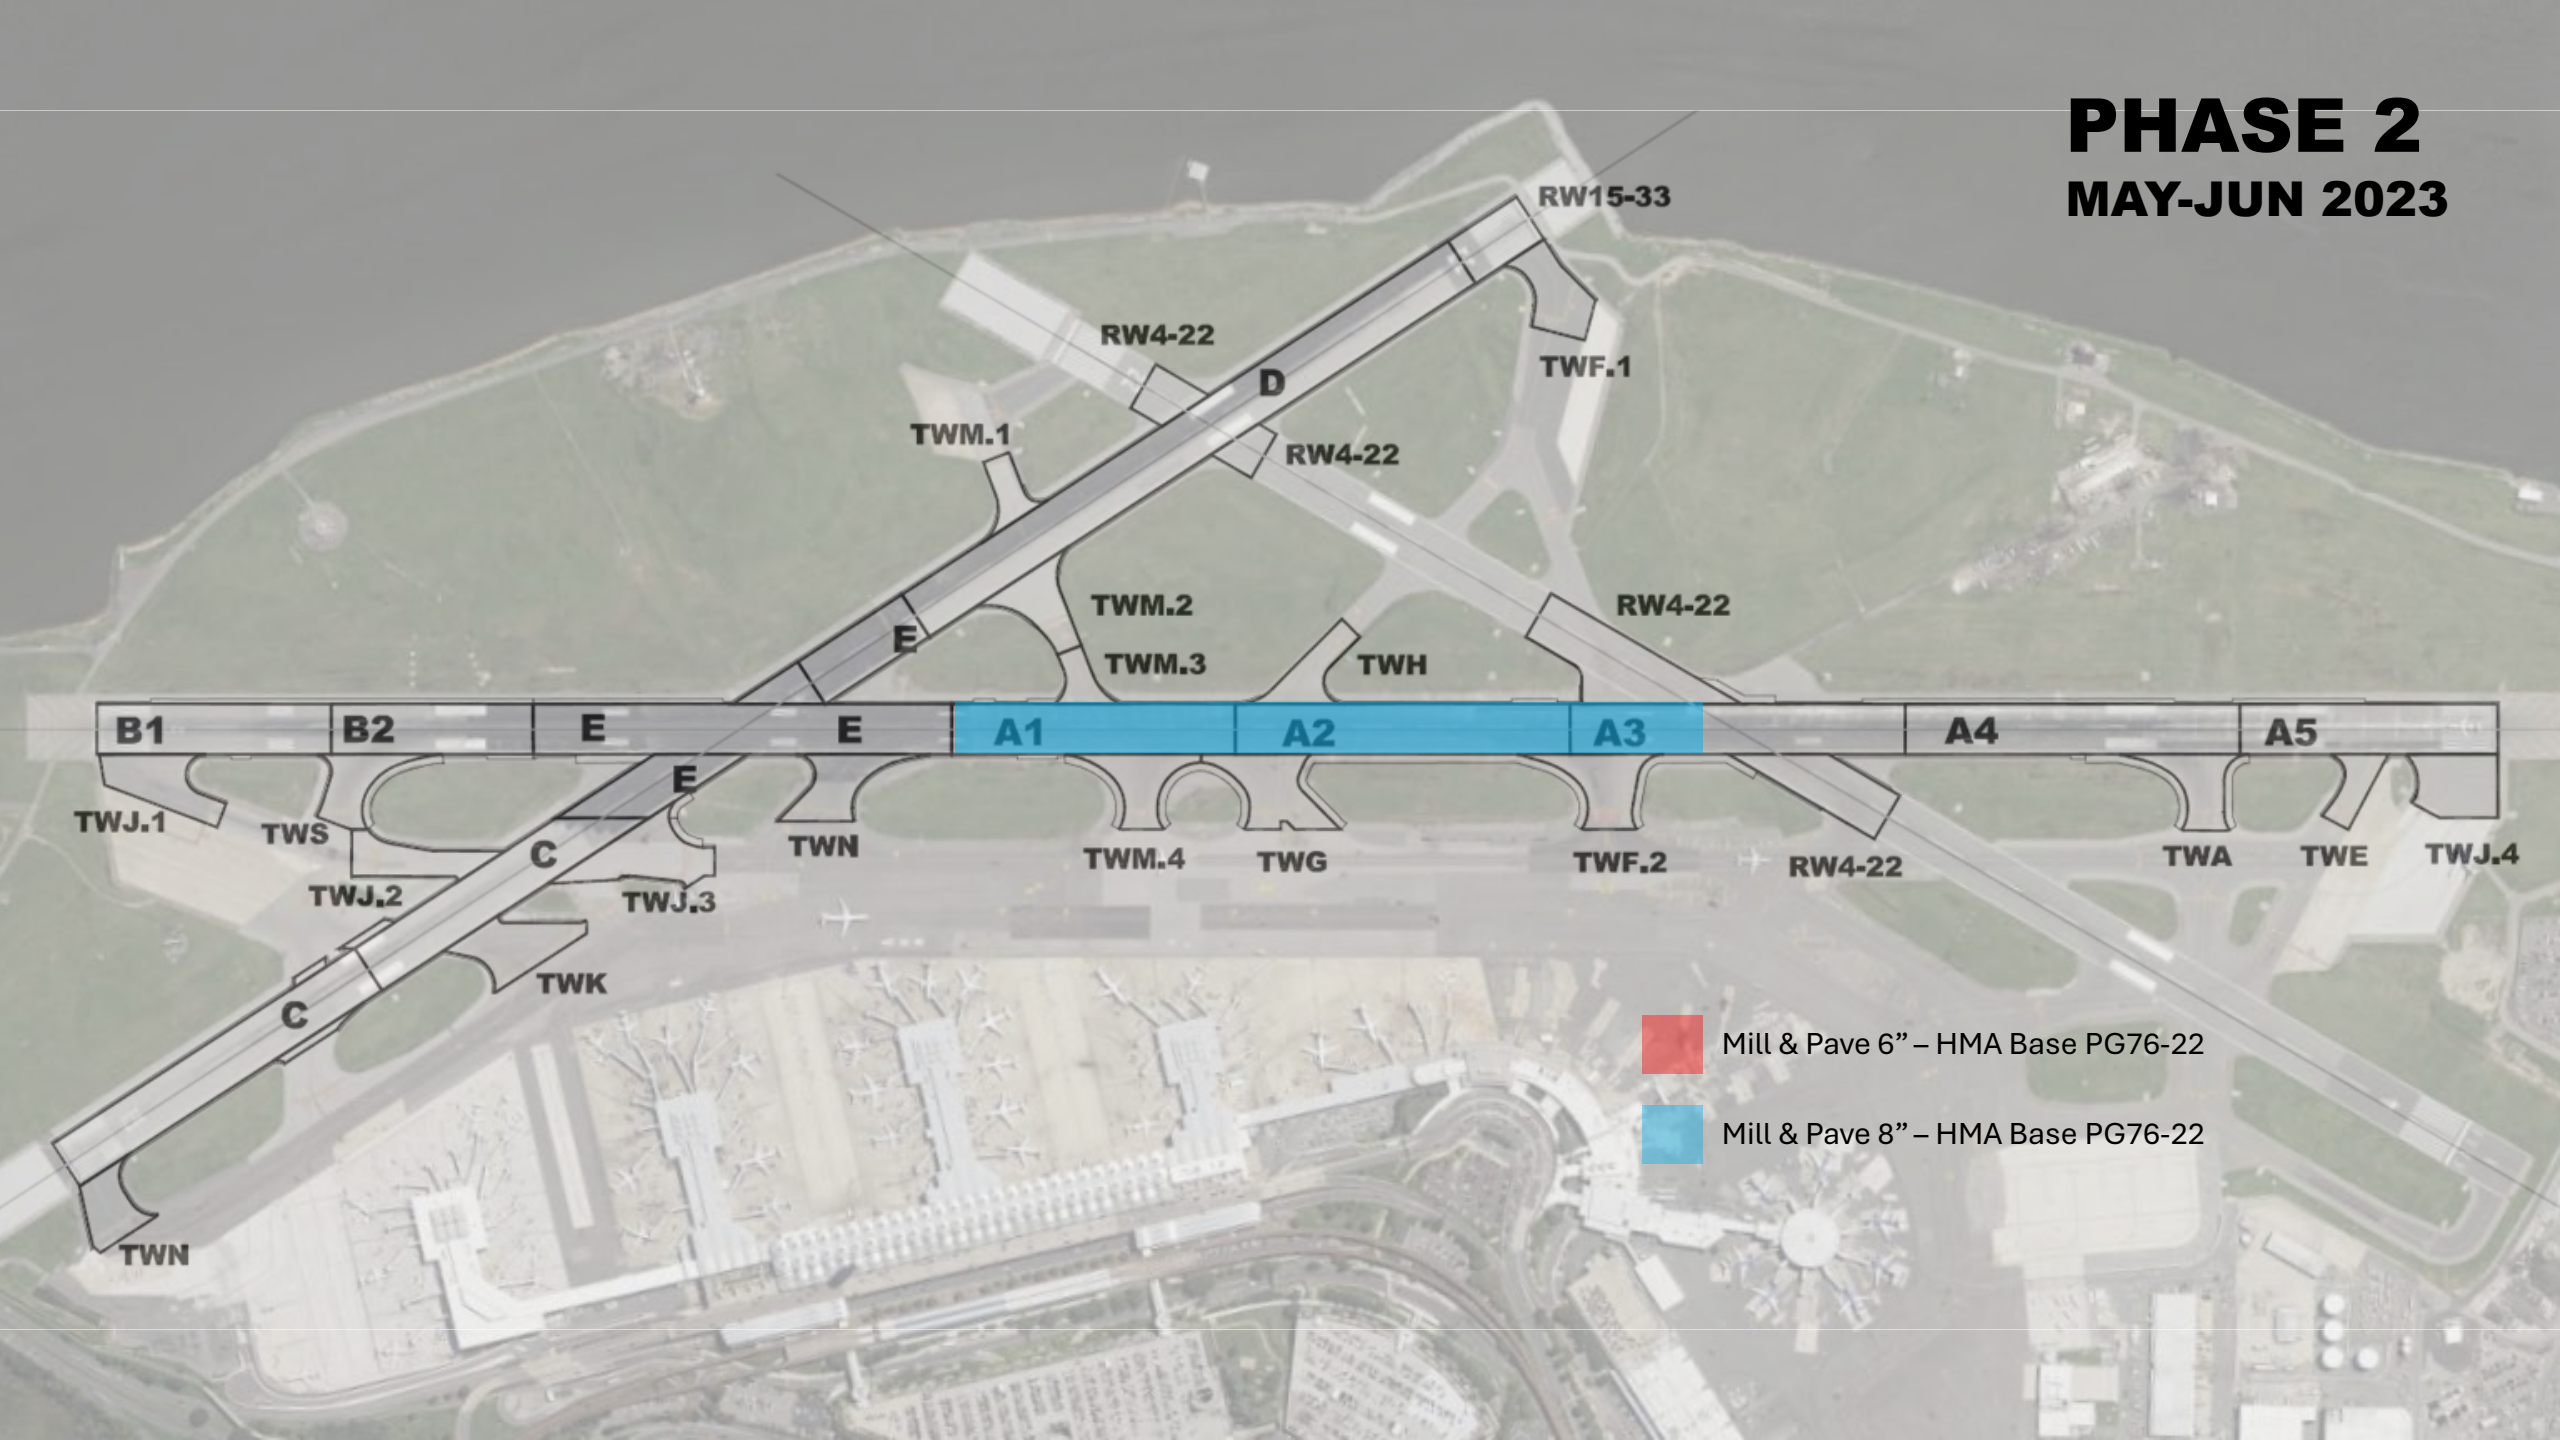 PHASE 2
MAY-JUN 2023
RW15-33
RW4-22
TWF.1
D
TWM.1
RW4-22
TWM.2
RW4-22
E
TWM.3
TWH
B1
B2
E
E
A1
A2
A3
A4
A5
E
TWJ.1
TWS
TWN
C
TWM.4
TWG
TWF.2
RW4-22
TWA
TWE
TWJ.4
TWJ.2
TWJ.3
TWK
C
Mill & Pave 6” – HMA Base PG76-22
Mill & Pave 8” – HMA Base PG76-22
TWN